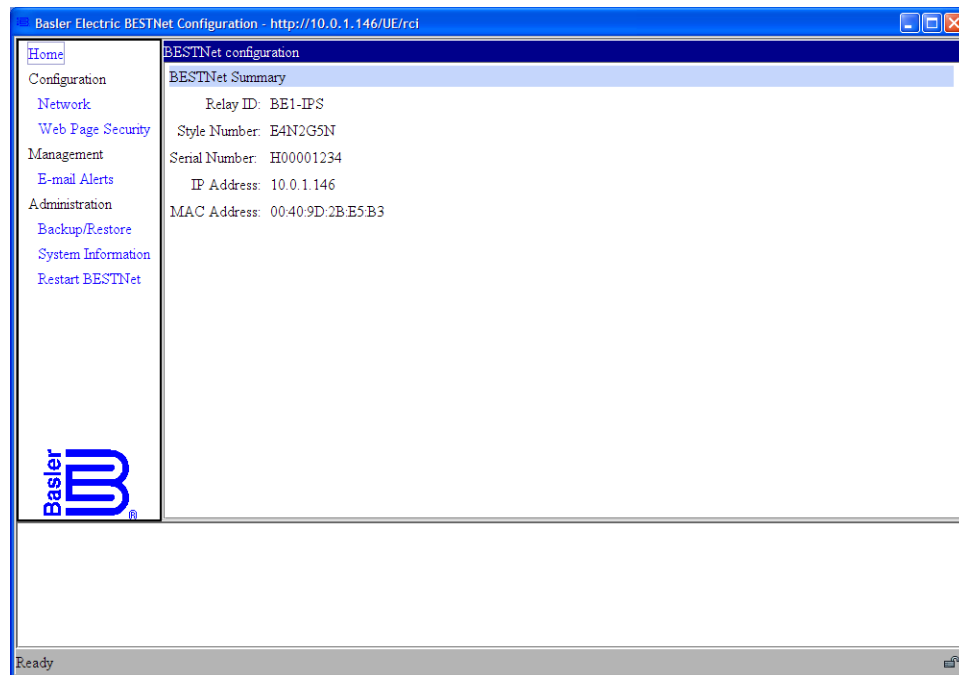 Basler Electric BESTNet Configuration - http://10.0.1.146/UE/rci
Home
Configuration
Network
Web Page Security
Management
E-mail Alerts
Administration
Backup/Restore
System Information
Restart BESTNet
Basler
®
BESTNet configuration
BESTNet Summary
Relay ID: BE1-IPS
Style Number: E4N2G5N
Serial Number: H00001234
IP Address: 10.0.1.146
MAC Address: 00:40:9D:2B:E5:B3
Ready